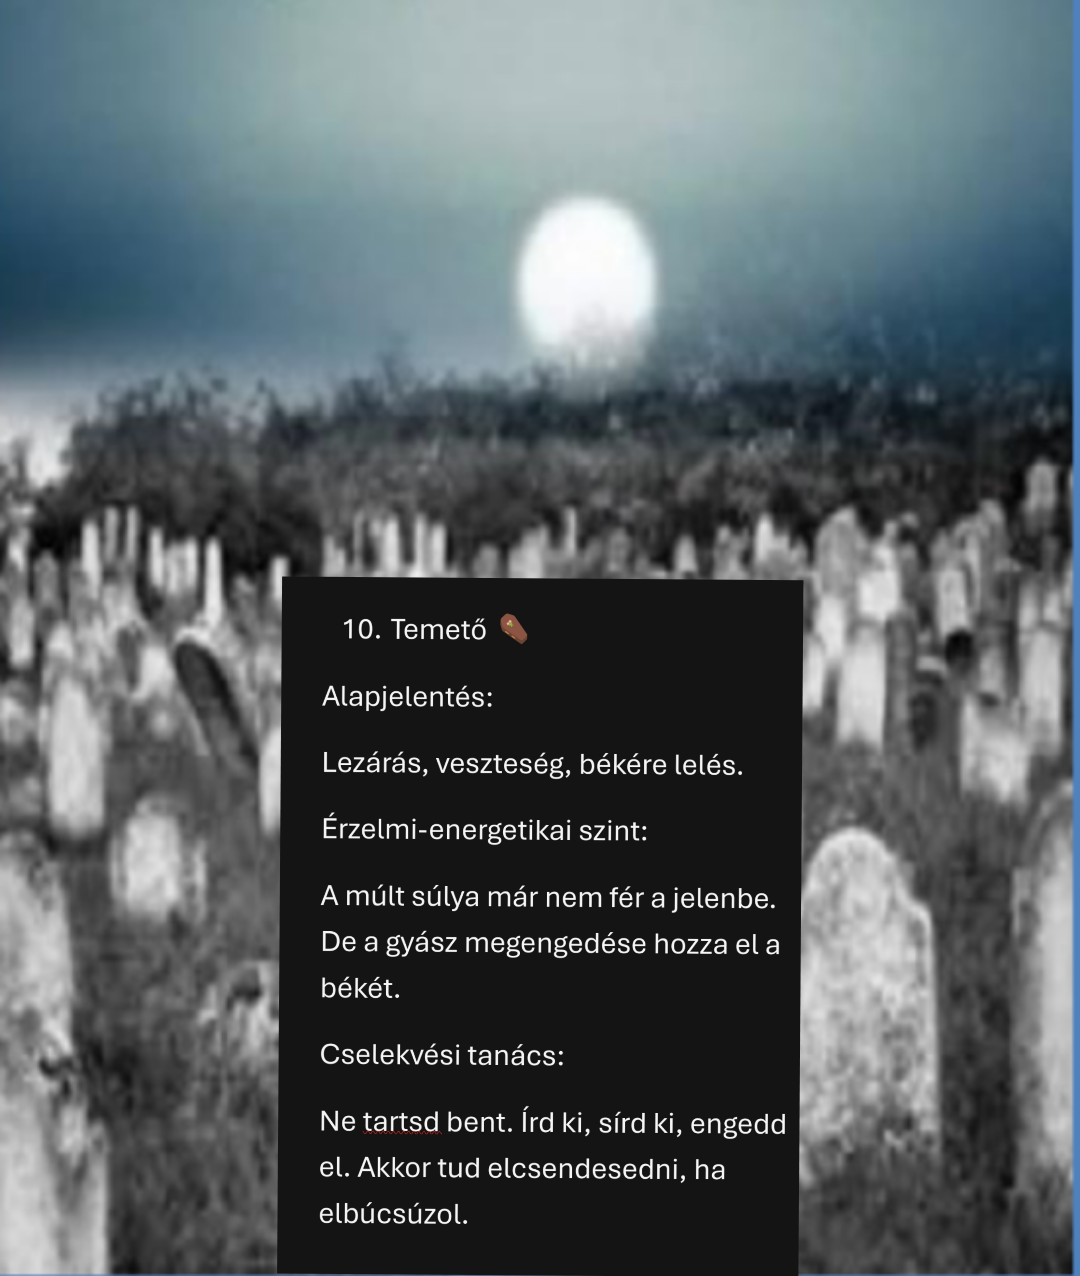 10. Temető ⚰️
Alapjelentés:
Lezárás, veszteség, békére lelés.
Érzelmi-energetikai szint:
A múlt súlya már nem fér a jelenbe.
De a gyász megengedése hozza el a
békét.
Cselekvési tanács:
Ne tartsd bent. Írd ki, sírd ki, engedd
el. Akkor tud elcsendesedni, ha
elbúcsúzol.